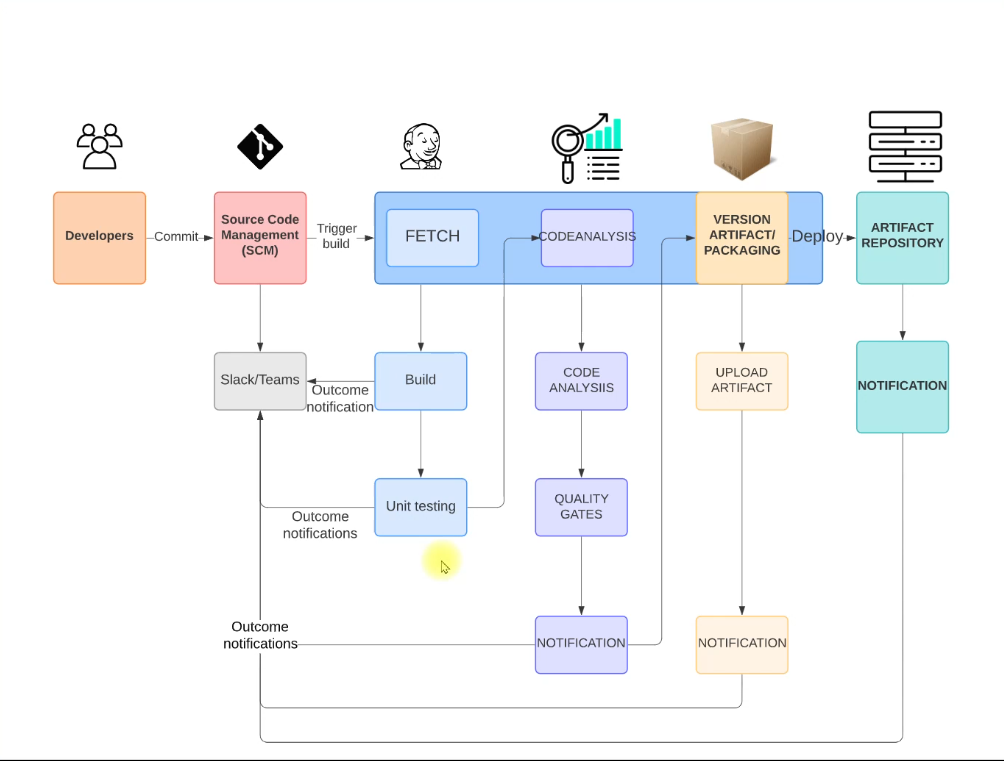 Developers
Commit
Source Code
Management
(SCM)
Trigger
build
FETCH
CODEANALYSIS
VERSION
ARTIFACT/
PACKAGING
Deploy
ARTIFACT
REPOSITORY
Slack/Teams
Outcome
notification
Build
CODE
ANALYSIIS
UPLOAD
ARTIFACT
NOTIFICATION
Outcome
notifications
Unit testing
QUALITY
GATES
Outcome
notifications
NOTIFICATION
NOTIFICATION